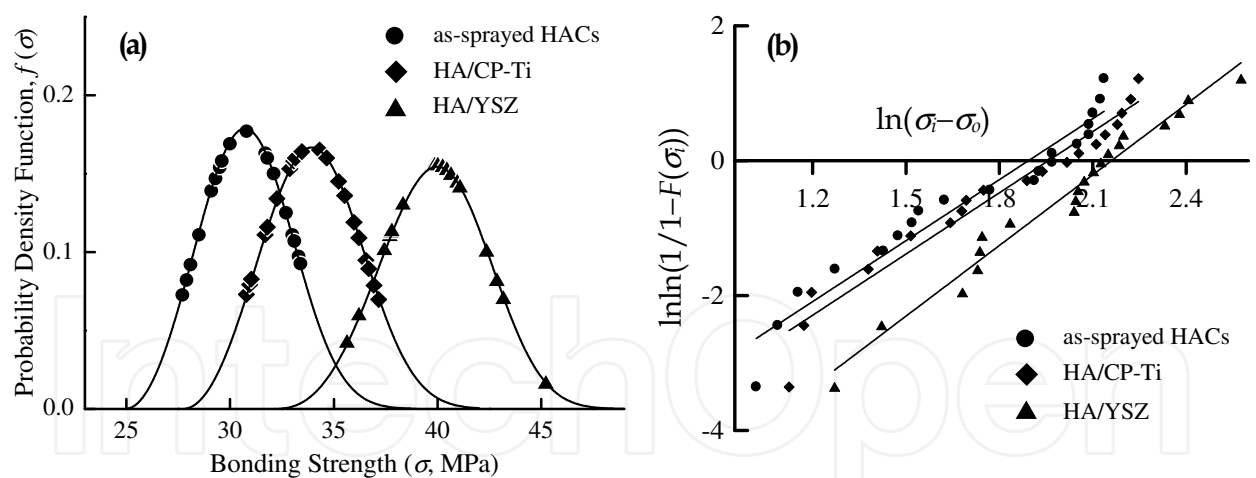 (a)
as-sprayed HACs
HA/CP-Ti
HA/YSZ
Probability Density Function, f(σ)
0.2
0.1
0.0
25 30 35 40 45
Bonding Strength (σ, MPa)
(b)
ln(σi−σo)
lnln(1/1-F(σi))
2
0
-2
-4
1.2 1.5 1.8 2.1 2.4
as-sprayed HACs
HA/CP-Ti
HA/YSZ
IntechOpen